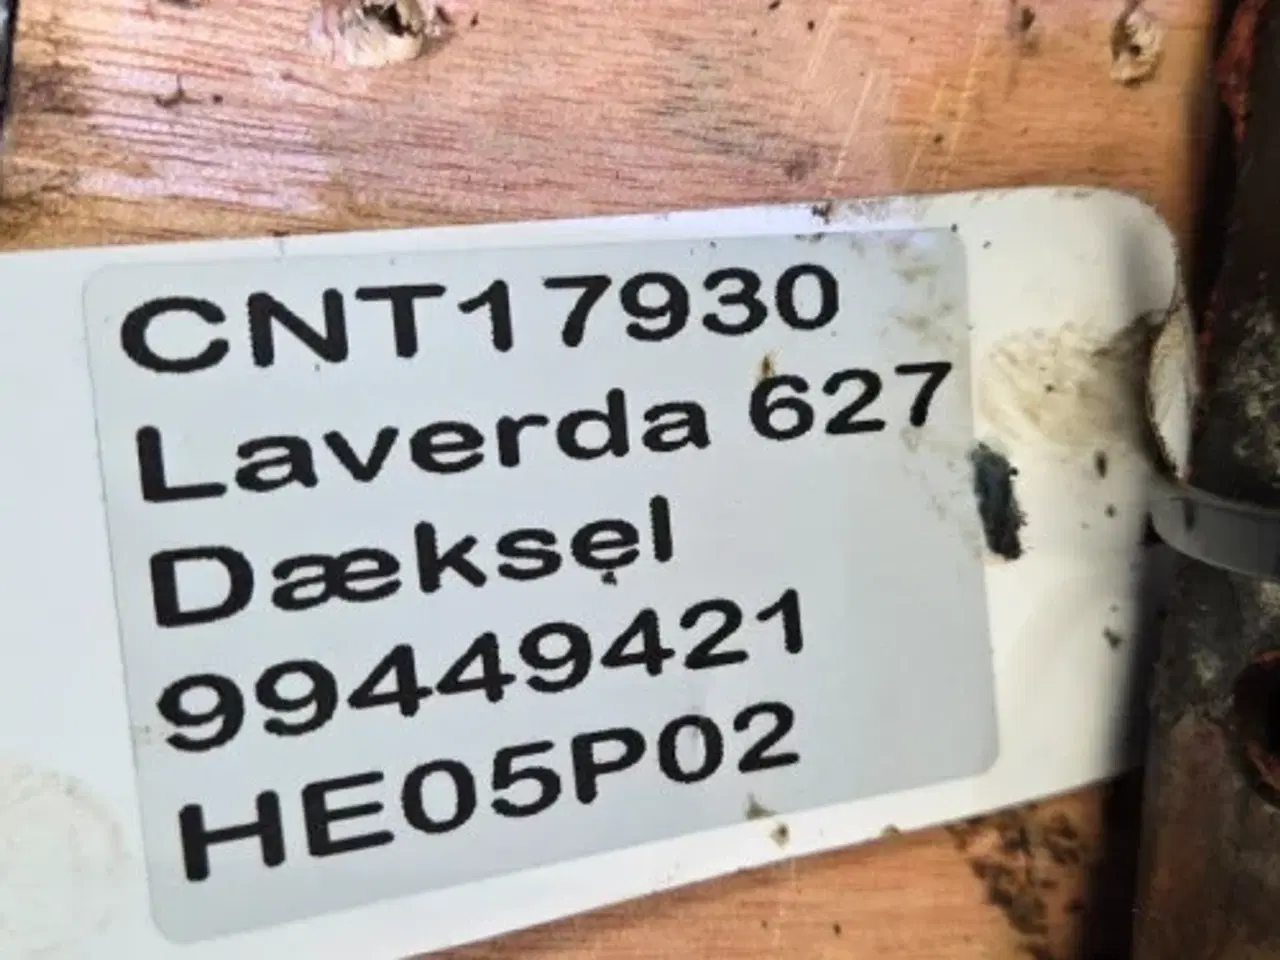 CNT17930
Laverda 627
Dæksel
99449421
HE05P02